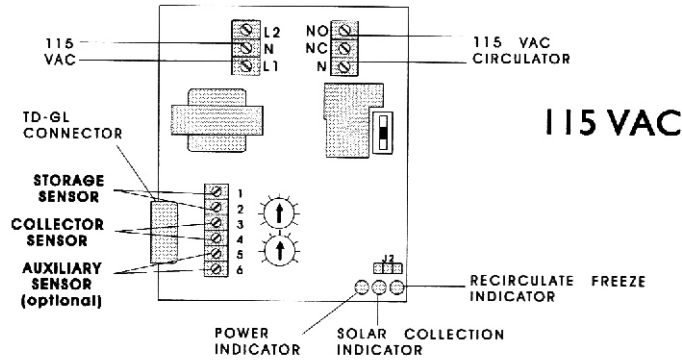 L2
N
L1
NO
NC
N
115
VAC
115 VAC
CIRCULATOR
115 VAC
TD-GL
CONNECTOR
STORAGE
SENSOR
COLLECTOR
SENSOR
AUXILIARY
SENSOR
(optional)
1
2
3
4
5
6
J2
RECIRCULATE FREEZE
INDICATOR
POWER
INDICATOR
SOLAR COLLECTION
INDICATOR